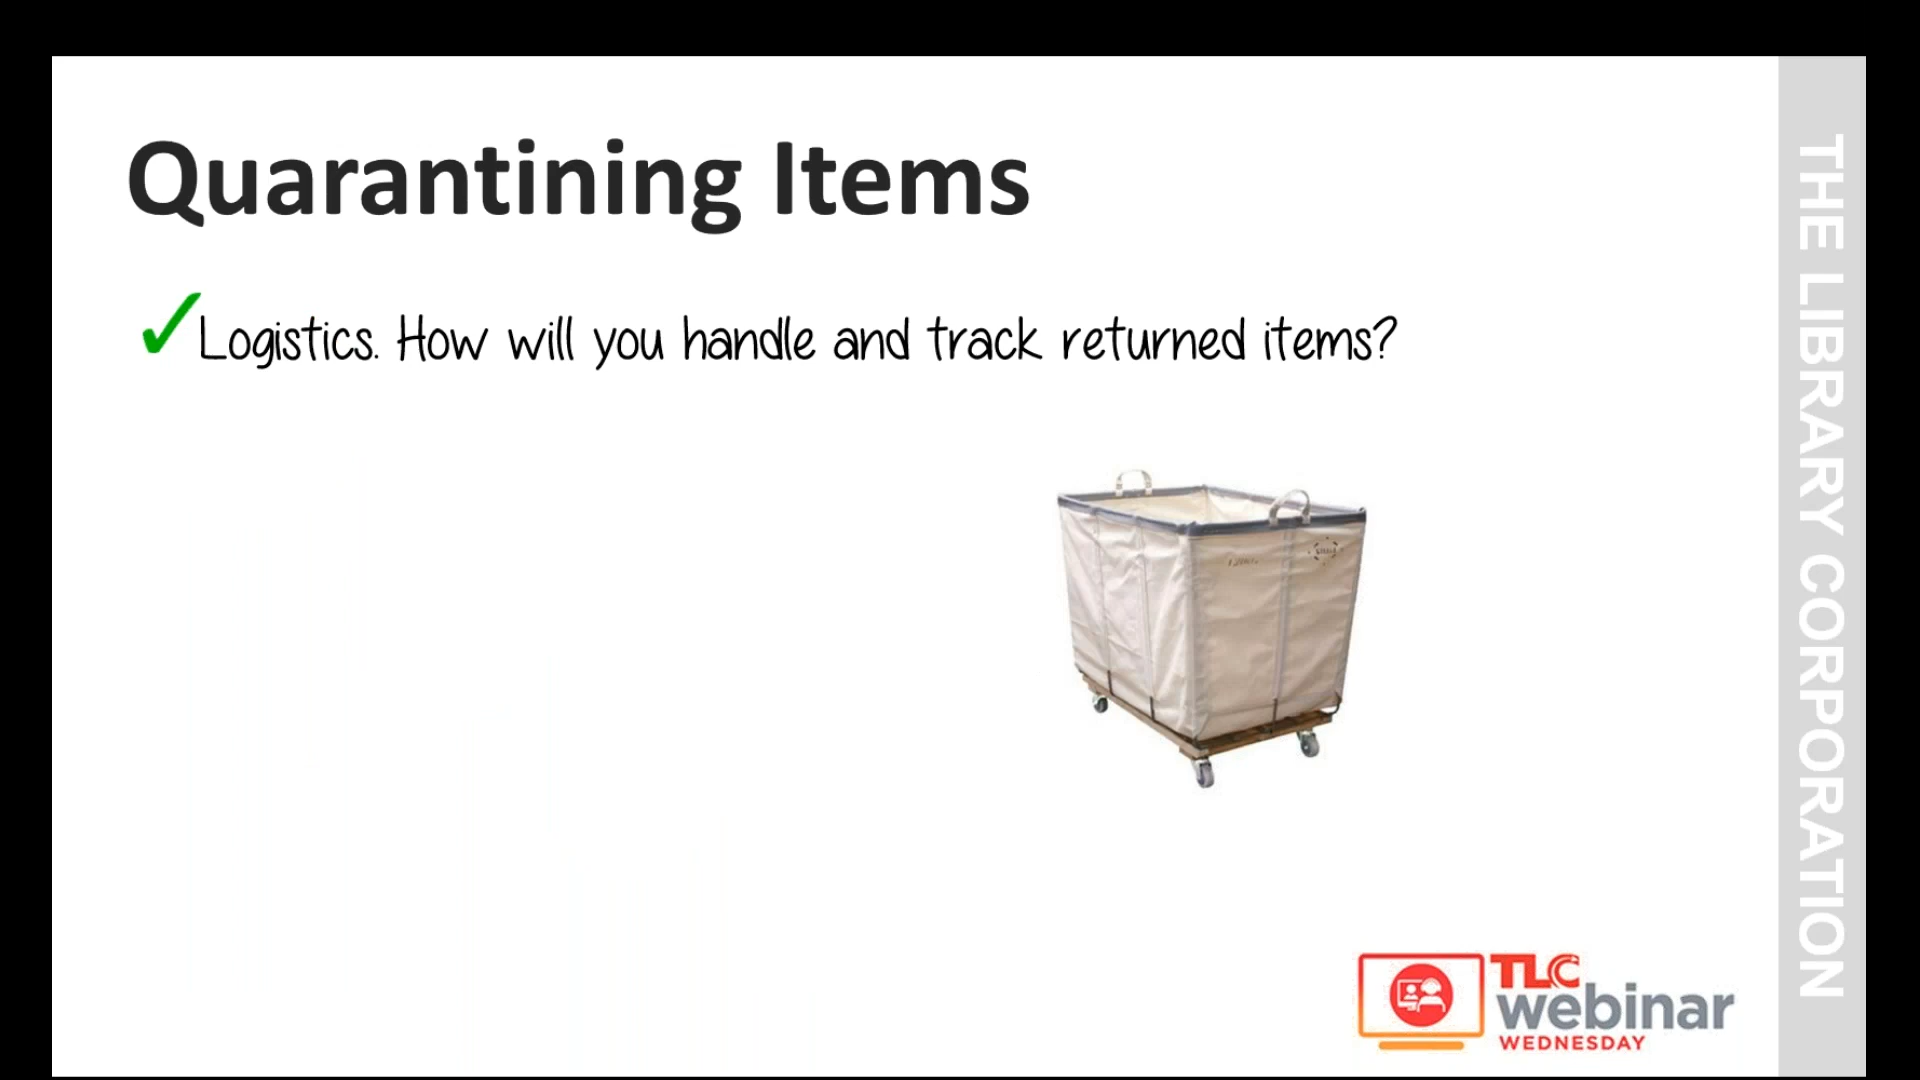 Quarantining Items
Logistics. How will you handle and track returned items?
THE LIBRARY CORPORATION
TLC
webinar
WEDNESDAY